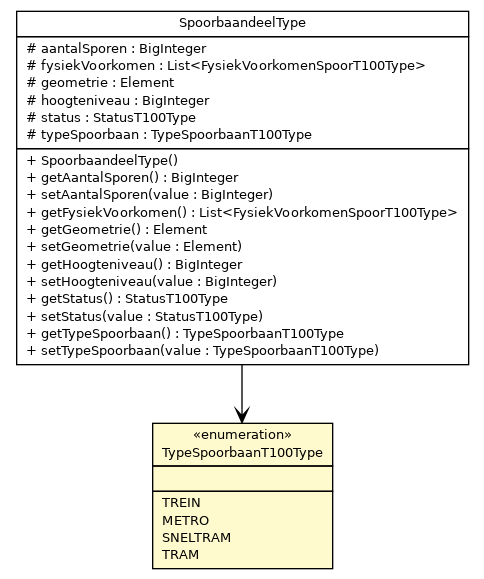 SpoorbaandeelType
# aantalSporen : BigInteger
# fysiekVoorkomen : List<FysiekVoorkomenSpoorT100Type>
# geometrie : Element
# hoogteniveau : BigInteger
# status : StatusT100Type
# typeSpoorbaan : TypeSpoorbaanT100Type
+ SpoorbaandeelType()
+ getAantalSporen() : BigInteger
+ setAantalSporen(value : BigInteger)
+ getFysiekVoorkomen() : List<FysiekVoorkomenSpoorT100Type>
+ getGeometrie() : Element
+ setGeometrie(value : Element)
+ getHoogteniveau() : BigInteger
+ setHoogteniveau(value : BigInteger)
+ getStatus() : StatusT100Type
+ setStatus(value : StatusT100Type)
+ getTypeSpoorbaan() : TypeSpoorbaanT100Type
+ setTypeSpoorbaan(value : TypeSpoorbaanT100Type)
«enumeration»
TypeSpoorbaanT100Type
TREIN
METRO
SNELTRAM
TRAM